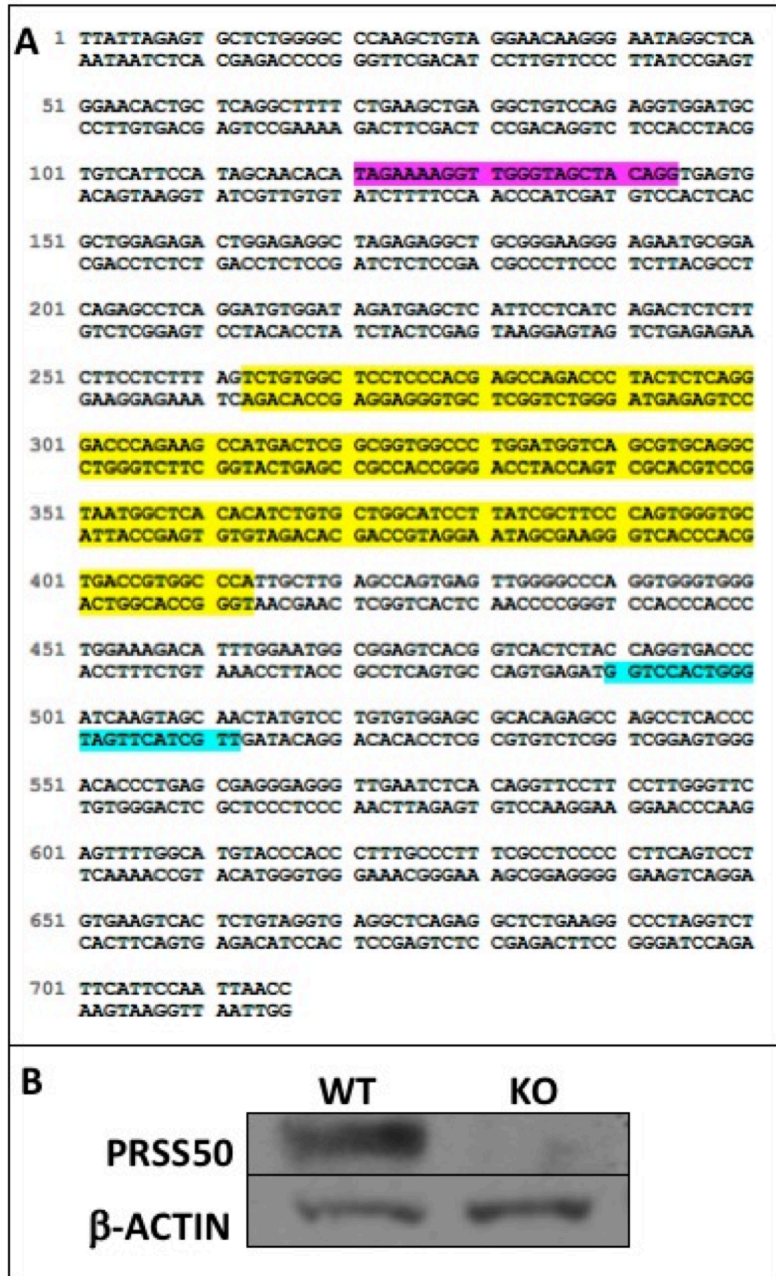 A
1 TTATTAGAGT GCTCTGGGGC CCAAGCTGTA GGAACAAGGG AATAGGCTCA
AATAATCTCA CGAGACCCCG GGTTCGACAT CCTTGTTCCC TTATCCGAGT
51 GGAACACTGC TCAGGCTTTT CTGAAGCTGA GGCTGTCCAG AGGTGGATGC
CCTTGTGACG AGTCCGAAAA GACTTCGACT CCGACAGGTC TCCACCTACG
101 TGTCATTCCA TAGCAACACA TAGAAAAGGT TGGGTAGCTA CAGGTGAGTG
ACAGTAAGGT ATCGTTGTGT ATCTTTTCCA ACCCATCGAT GTCCACTCAC
151 GCTGGAGAGA CTGGAGAGGC TAGAGAGGCT GCGGGAAGGG AGAATGCGGA
CGACCTCTCT GACCTCTCCG ATCTCTCCGA CGCCCTTCCC TCTTACGCCT
201 CAGAGCCTCA GGATGTGGAT AGATGAGCTC ATTCCTCATC AGACTCTCTT
GTCTCGGAGT CCTACACCTA TCTACTCGAG TAAGGAGTAG TCTGAGAGAA
251 CTTCCTCTTT AGTCTGTGGC TCCTCCCACG AGCCAGACCC TACTCTCAGG
GAAGGAGAAA TCAGACACCG AGGAGGGTGC TCGGTCTGGG ATGAGAGTCC
301 GACCCAGAAG CCATGACTCG GCGGTGGCCC TGGATGGTCA GCGTGCAGGC
CTGGGTCTTC GGTACTGAGC CGCCACCGGG ACCTACCAGT CGCACGTCCG
351 TAATGGCTCA CACATCTGTG CTGGCATCCT TATCGCTTCC CAGTGGGTGC
ATTACCGAGT GTGTAGACAC GACCGTAGGA ATAGCGAAGG GTCACCCACG
401 TGACCGTGGC CCATTGCTTG AGCCAGTGAG TTGGGGCCCA GGTGGGTGGG
ACTGGCACCG GGTAACGAAC TCGGTCACTC AACCCCGGGT CCACCCACCC
451 TGGAAAGACA TTTGGAATGG CGGAGTCACG GTCACTCTAC CAGGTGACCC
ACCTTTCTGT AAACCTTACC GCCTCAGTGC CAGTGAGATG GTCCACTGGG
501 ATCAAGTAGC AACTATGTCC TGTGTGGAGC GCACAGAGCC AGCCTCACCC
TAGTTCATCG TTGATACAGG ACACACCTCG CGTGTCTCGG TCGGAGTGGG
551 ACACCCTGAG CGAGGGAGGG TTGAATCTCA CAGGTTCCTT CCTTGGGTTC
TGTGGGACTC GCTCCCTCCC AACTTAGAGT GTCCAAGGAA GGAACCCAAG
601 AGTTTTGGCA TGTACCCACC CTTTGCCCTT TCGCCTCCCC CTTCAGTCCT
TCAAAACCGT ACATGGGTGG GAAACGGGAA AGCGGAGGGG GAAGTCAGGA
651 GTGAAGTCAC TCTGTAGGTG AGGCTCAGAG GCTCTGAAGG CCCTAGGTCT
CACTTCAGTG AGACATCCAC TCCGAGTCTC CGAGACTTCC GGGATCCAGA
701 TTCATTCCAA TTAACC
AAGTAAGGTT AATTGG
B
WT KO
PRSS50
β-ACTIN